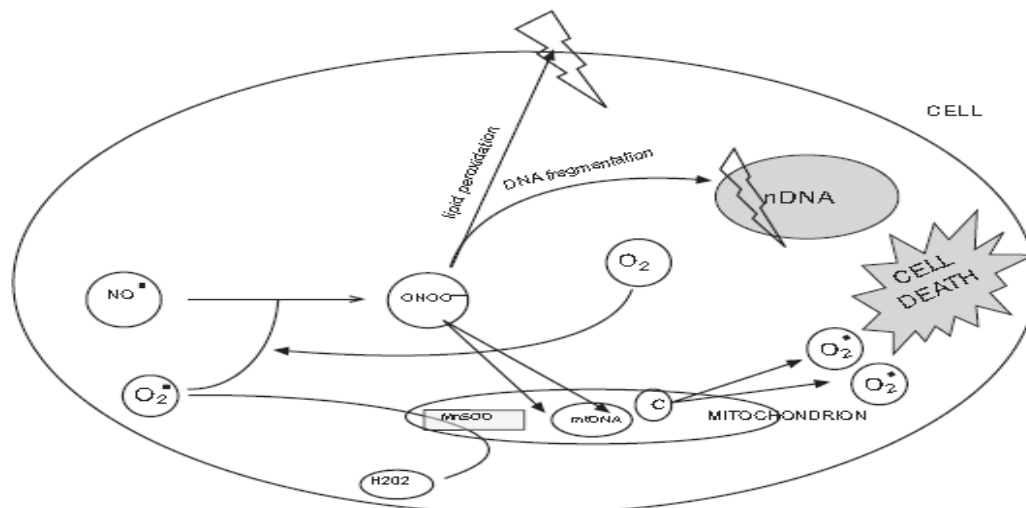 CELL
lipid peroxidation
DNA fragmentation
nDNA
O2
CELL
DEATH
NO▪
ONOO—
O2▪
O2▪
O2▪
MnSOD
mtDNA
C
MITOCHONDRION
H2O2